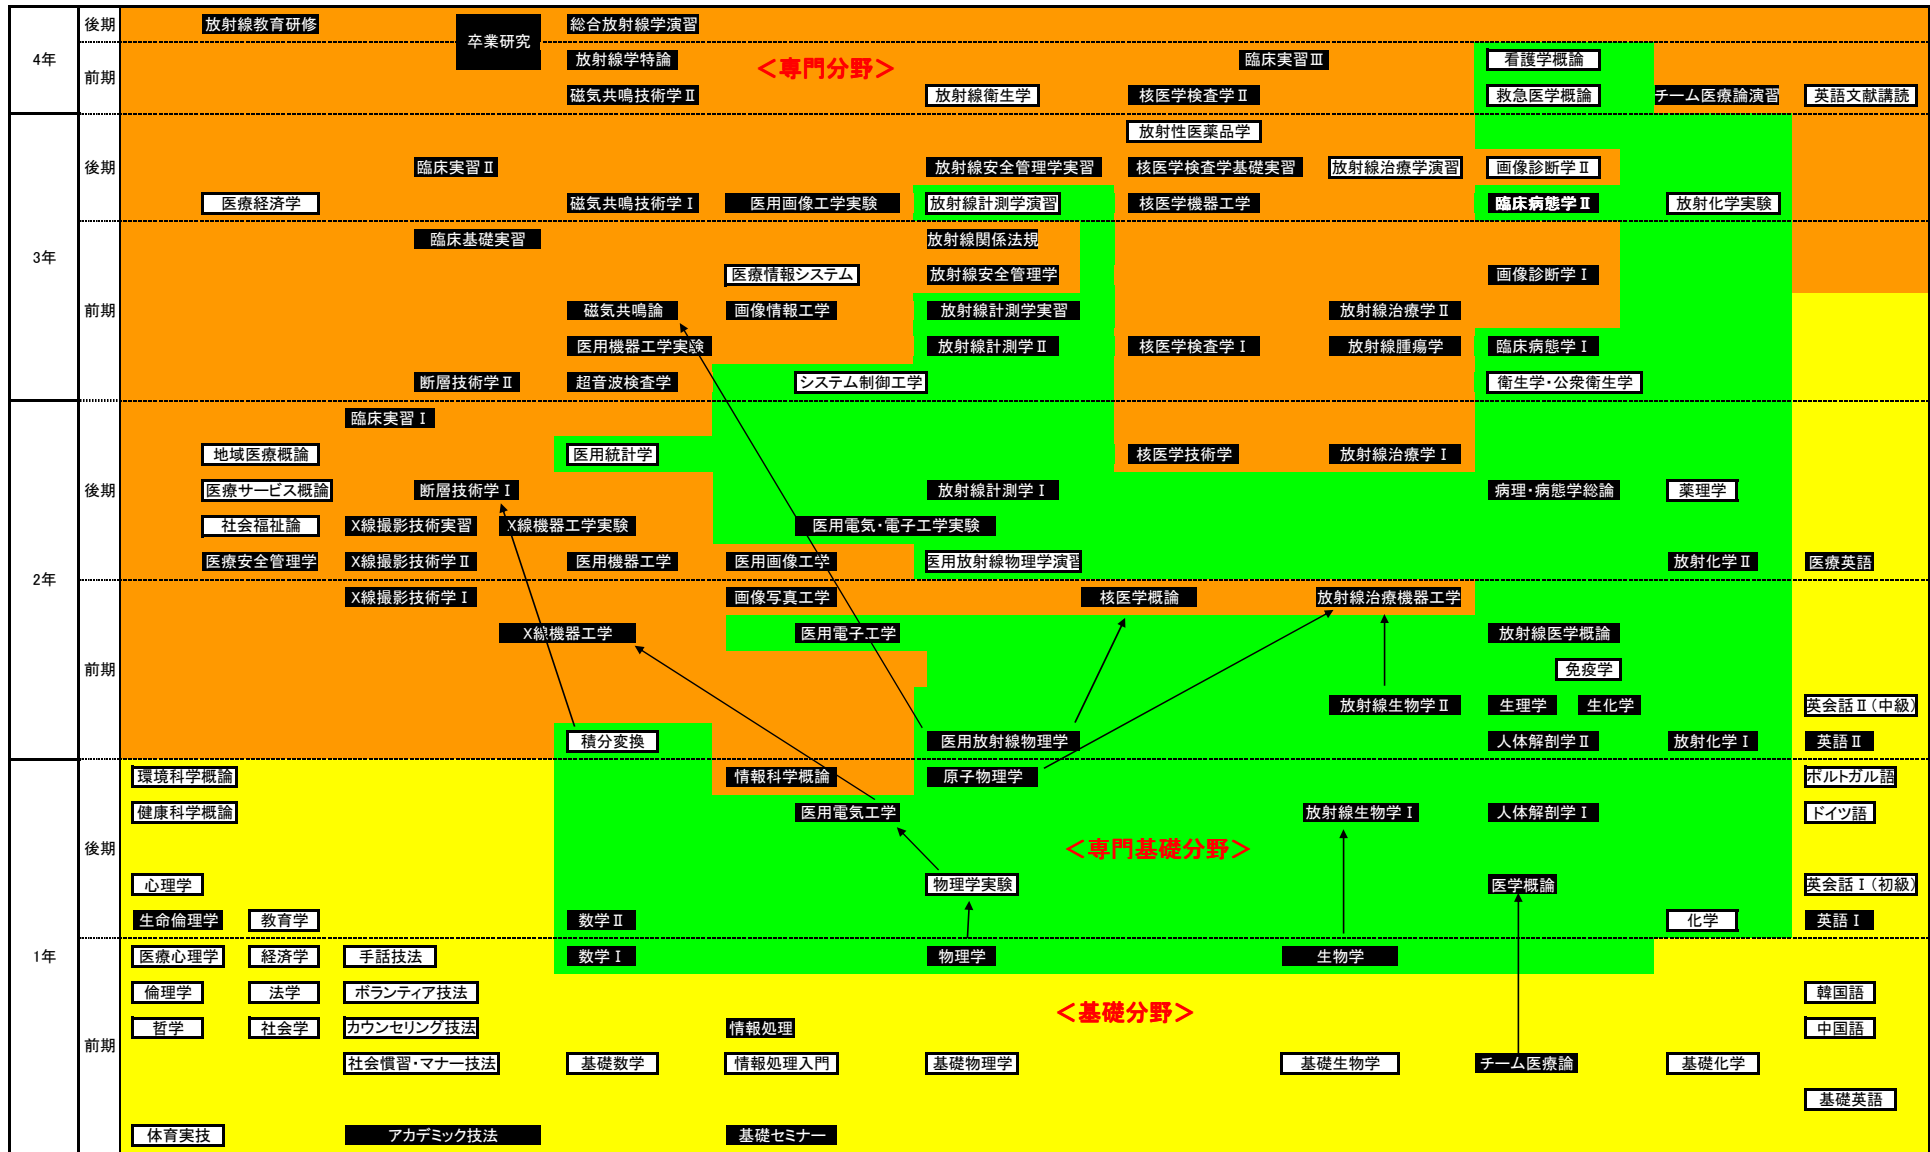 4年
後期
放射線教育研修
卒業研究
総合放射線学演習
前期
放射線学特論
<専門分野>
臨床実習Ⅲ
看護学概論
磁気共鳴技術学Ⅱ
放射線衛生学
核医学検査学Ⅱ
救急医学概論
チーム医療論演習
英語文献講読
3年
後期
放射性医薬品学
臨床実習Ⅱ
放射線安全管理学実習
核医学検査学基礎実習
放射線治療学演習
画像診断学Ⅱ
医療経済学
磁気共鳴技術学Ⅰ
医用画像工学実験
放射線計測学演習
核医学機器工学
臨床病態学Ⅱ
放射化学実験
前期
臨床基礎実習
放射線関係法規
医療情報システム
放射線安全管理学
画像診断学Ⅰ
磁気共鳴論
画像情報工学
放射線計測学実習
放射線治療学Ⅱ
医用機器工学実験
放射線計測学Ⅱ
核医学検査学Ⅰ
放射線腫瘍学
臨床病態学Ⅰ
断層技術学Ⅱ
超音波検査学
システム制御工学
衛生学・公衆衛生学
2年
後期
臨床実習Ⅰ
地域医療概論
医用統計学
核医学技術学
放射線治療学Ⅰ
医療サービス概論
断層技術学Ⅰ
放射線計測学Ⅰ
病理・病態学総論
薬理学
社会福祉論
X線撮影技術実習
X線機器工学実験
医用電気・電子工学実験
医療安全管理学
X線撮影技術学Ⅱ
医用機器工学
医用画像工学
医用放射線物理学演習
放射化学Ⅱ
医療英語
前期
X線撮影技術学Ⅰ
画像写真工学
核医学概論
放射線治療機器工学
X線機器工学
医用電子工学
放射線医学概論
免疫学
放射線生物学Ⅱ
生理学
生化学
英会話Ⅱ(中級)
積分変換
医用放射線物理学
人体解剖学Ⅱ
放射化学Ⅰ
英語Ⅱ
1年
後期
環境科学概論
情報科学概論
原子物理学
ポルトガル語
健康科学概論
医用電気工学
放射線生物学Ⅰ
人体解剖学Ⅰ
ドイツ語
<専門基礎分野>
心理学
物理学実験
医学概論
英会話Ⅰ(初級)
生命倫理学
教育学
数学Ⅱ
化学
英語Ⅰ
前期
医療心理学
経済学
手話技法
数学Ⅰ
物理学
生物学
倫理学
法学
ボランティア技法
<基礎分野>
韓国語
哲学
社会学
カウンセリング技法
情報処理
中国語
社会慣習・マナー技法
基礎数学
情報処理入門
基礎物理学
基礎生物学
チーム医療論
基礎化学
基礎英語
体育実技
アカデミック技法
基礎セミナー